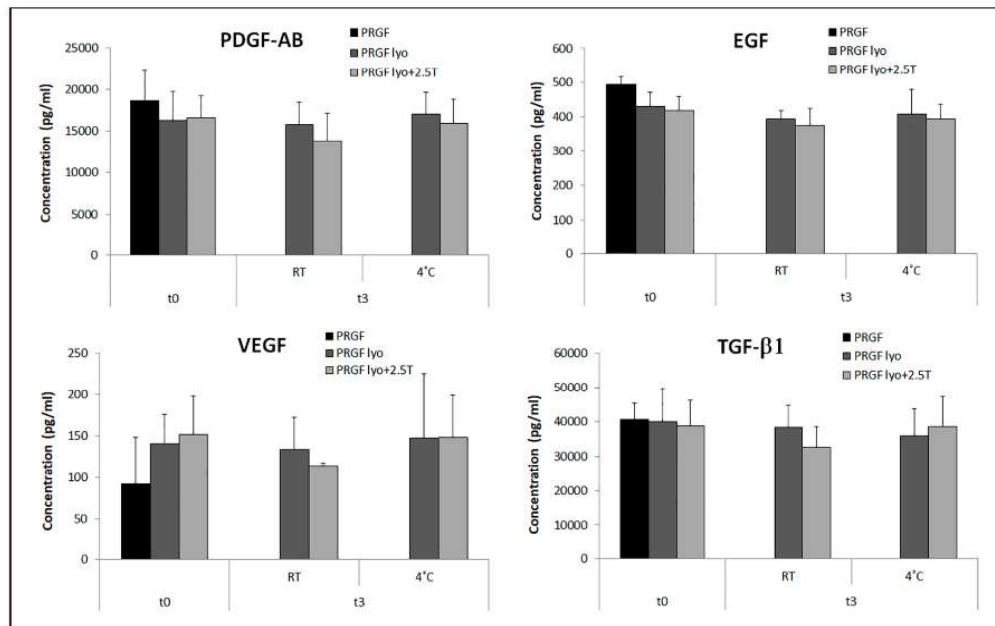 PDGF-AB
PRGF
PRGF lyo
PRGF lyo+2.5T
Concentration (pg/ml)
25000
20000
15000
10000
5000
0
RT
4˚C
t0
t3
EGF
PRGF
PRGF lyo
PRGF lyo+2.5T
Concentration (pg/ml)
600
500
400
300
200
100
0
RT
4˚C
t0
t3
VEGF
PRGF
PRGF lyo
PRGF lyo+2.5T
Concentration (pg/ml)
250
200
150
100
50
0
RT
4˚C
t0
t3
TGF-β1
PRGF
PRGF lyo
PRGF lyo+2.5T
Concentration (pg/ml)
60000
50000
40000
30000
20000
10000
0
RT
4˚C
t0
t3